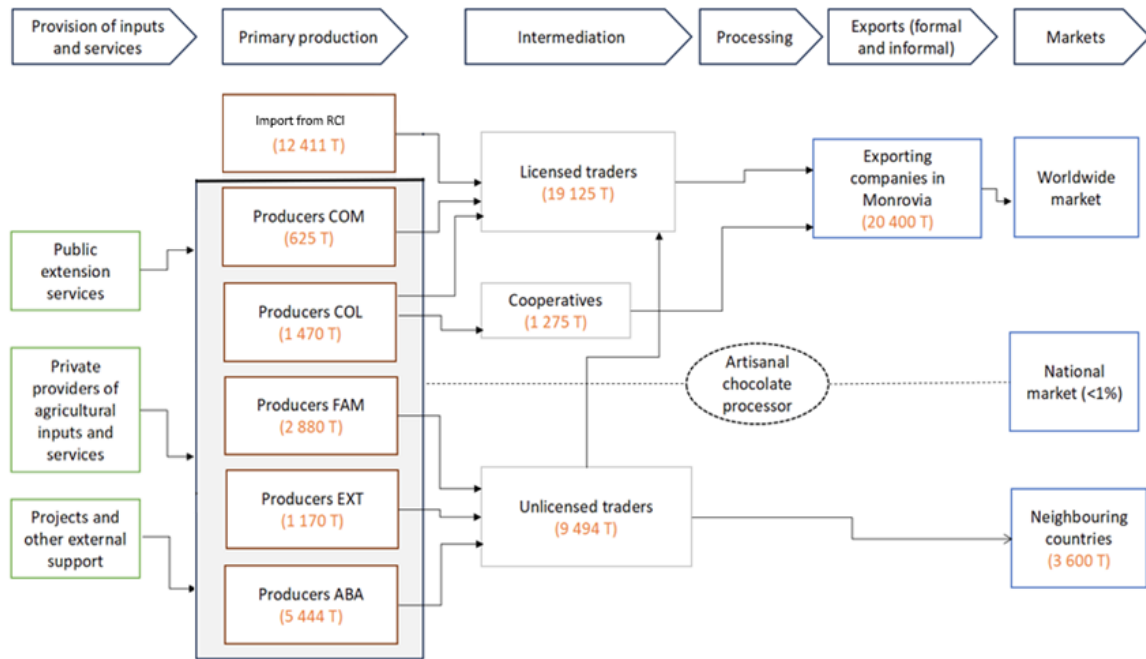 Provision of inputs
and services
Primary production
Intermediation
Processing
Exports (formal
and informal)
Markets
Import from RCI
(12 411 T)
Producers COM
(625 T)
Producers COL
(1 470 T)
Producers FAM
(2 880 T)
Producers EXT
(1 170 T)
Producers ABA
(5 444 T)
Public
extension
services
Private
providers of
agricultural
inputs and
services
Projects and
other external
support
Licensed traders
(19 125 T)
Cooperatives
(1 275 T)
Unlicensed traders
(9 494 T)
Artisanal
chocolate
processor
Exporting
companies in
Monrovia
(20 400 T)
Worldwide
market
National
market (<1%)
Neighbouring
countries
(3 600 T)